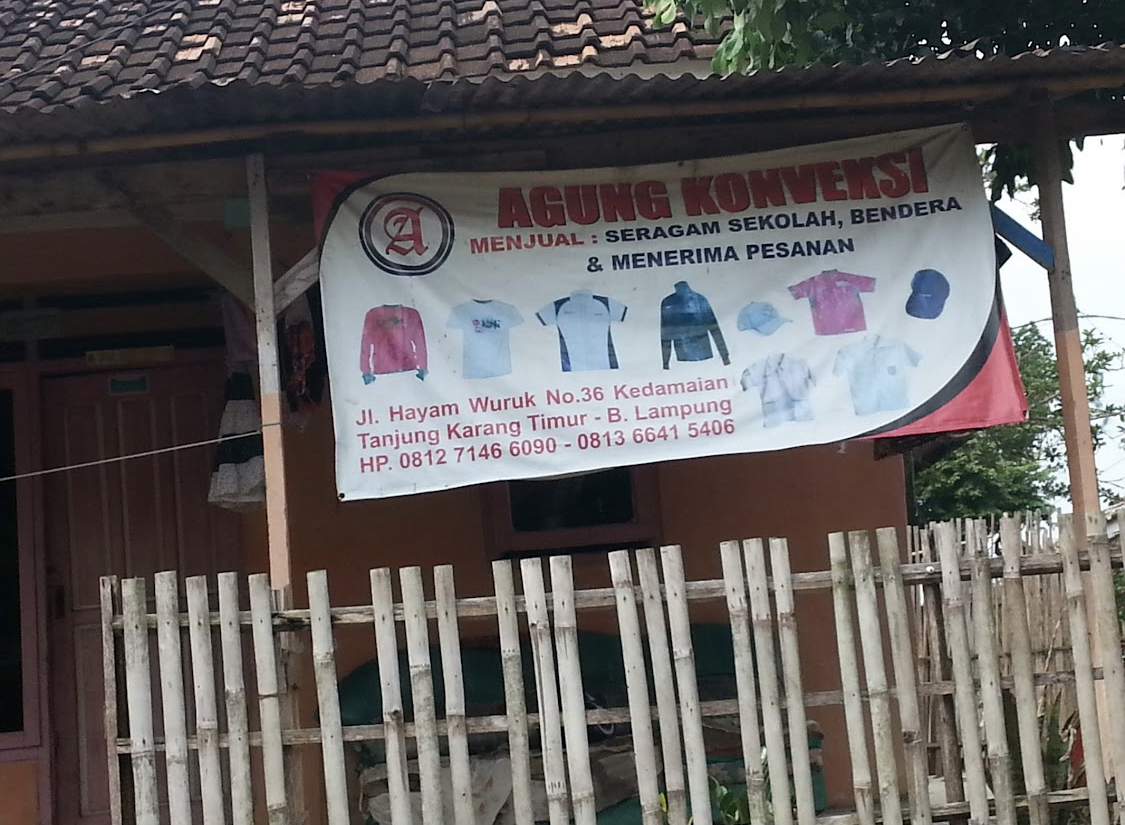 A
AGUNG KONVEKSI
MENJUAL : SERAGAM SEKOLAH, BENDERA
& MENERIMA PESANAN
Jl. Hayam Wuruk No.36 Kedamaian
Tanjung Karang Timur - B. Lampung
HP. 0812 7146 6090 - 0813 6641 5406